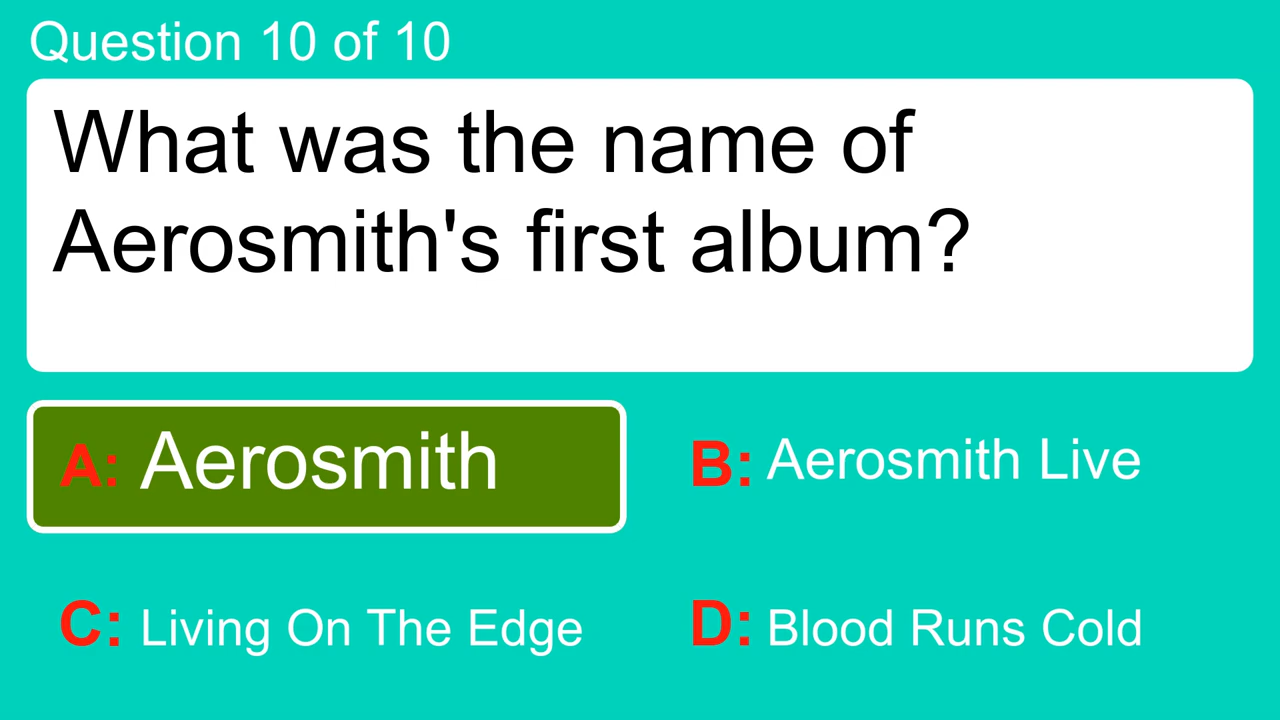 Question 10 of 10
What was the name of
Aerosmith's first album?
A: Aerosmith
B: Aerosmith Live
C: Living On The Edge
D: Blood Runs Cold